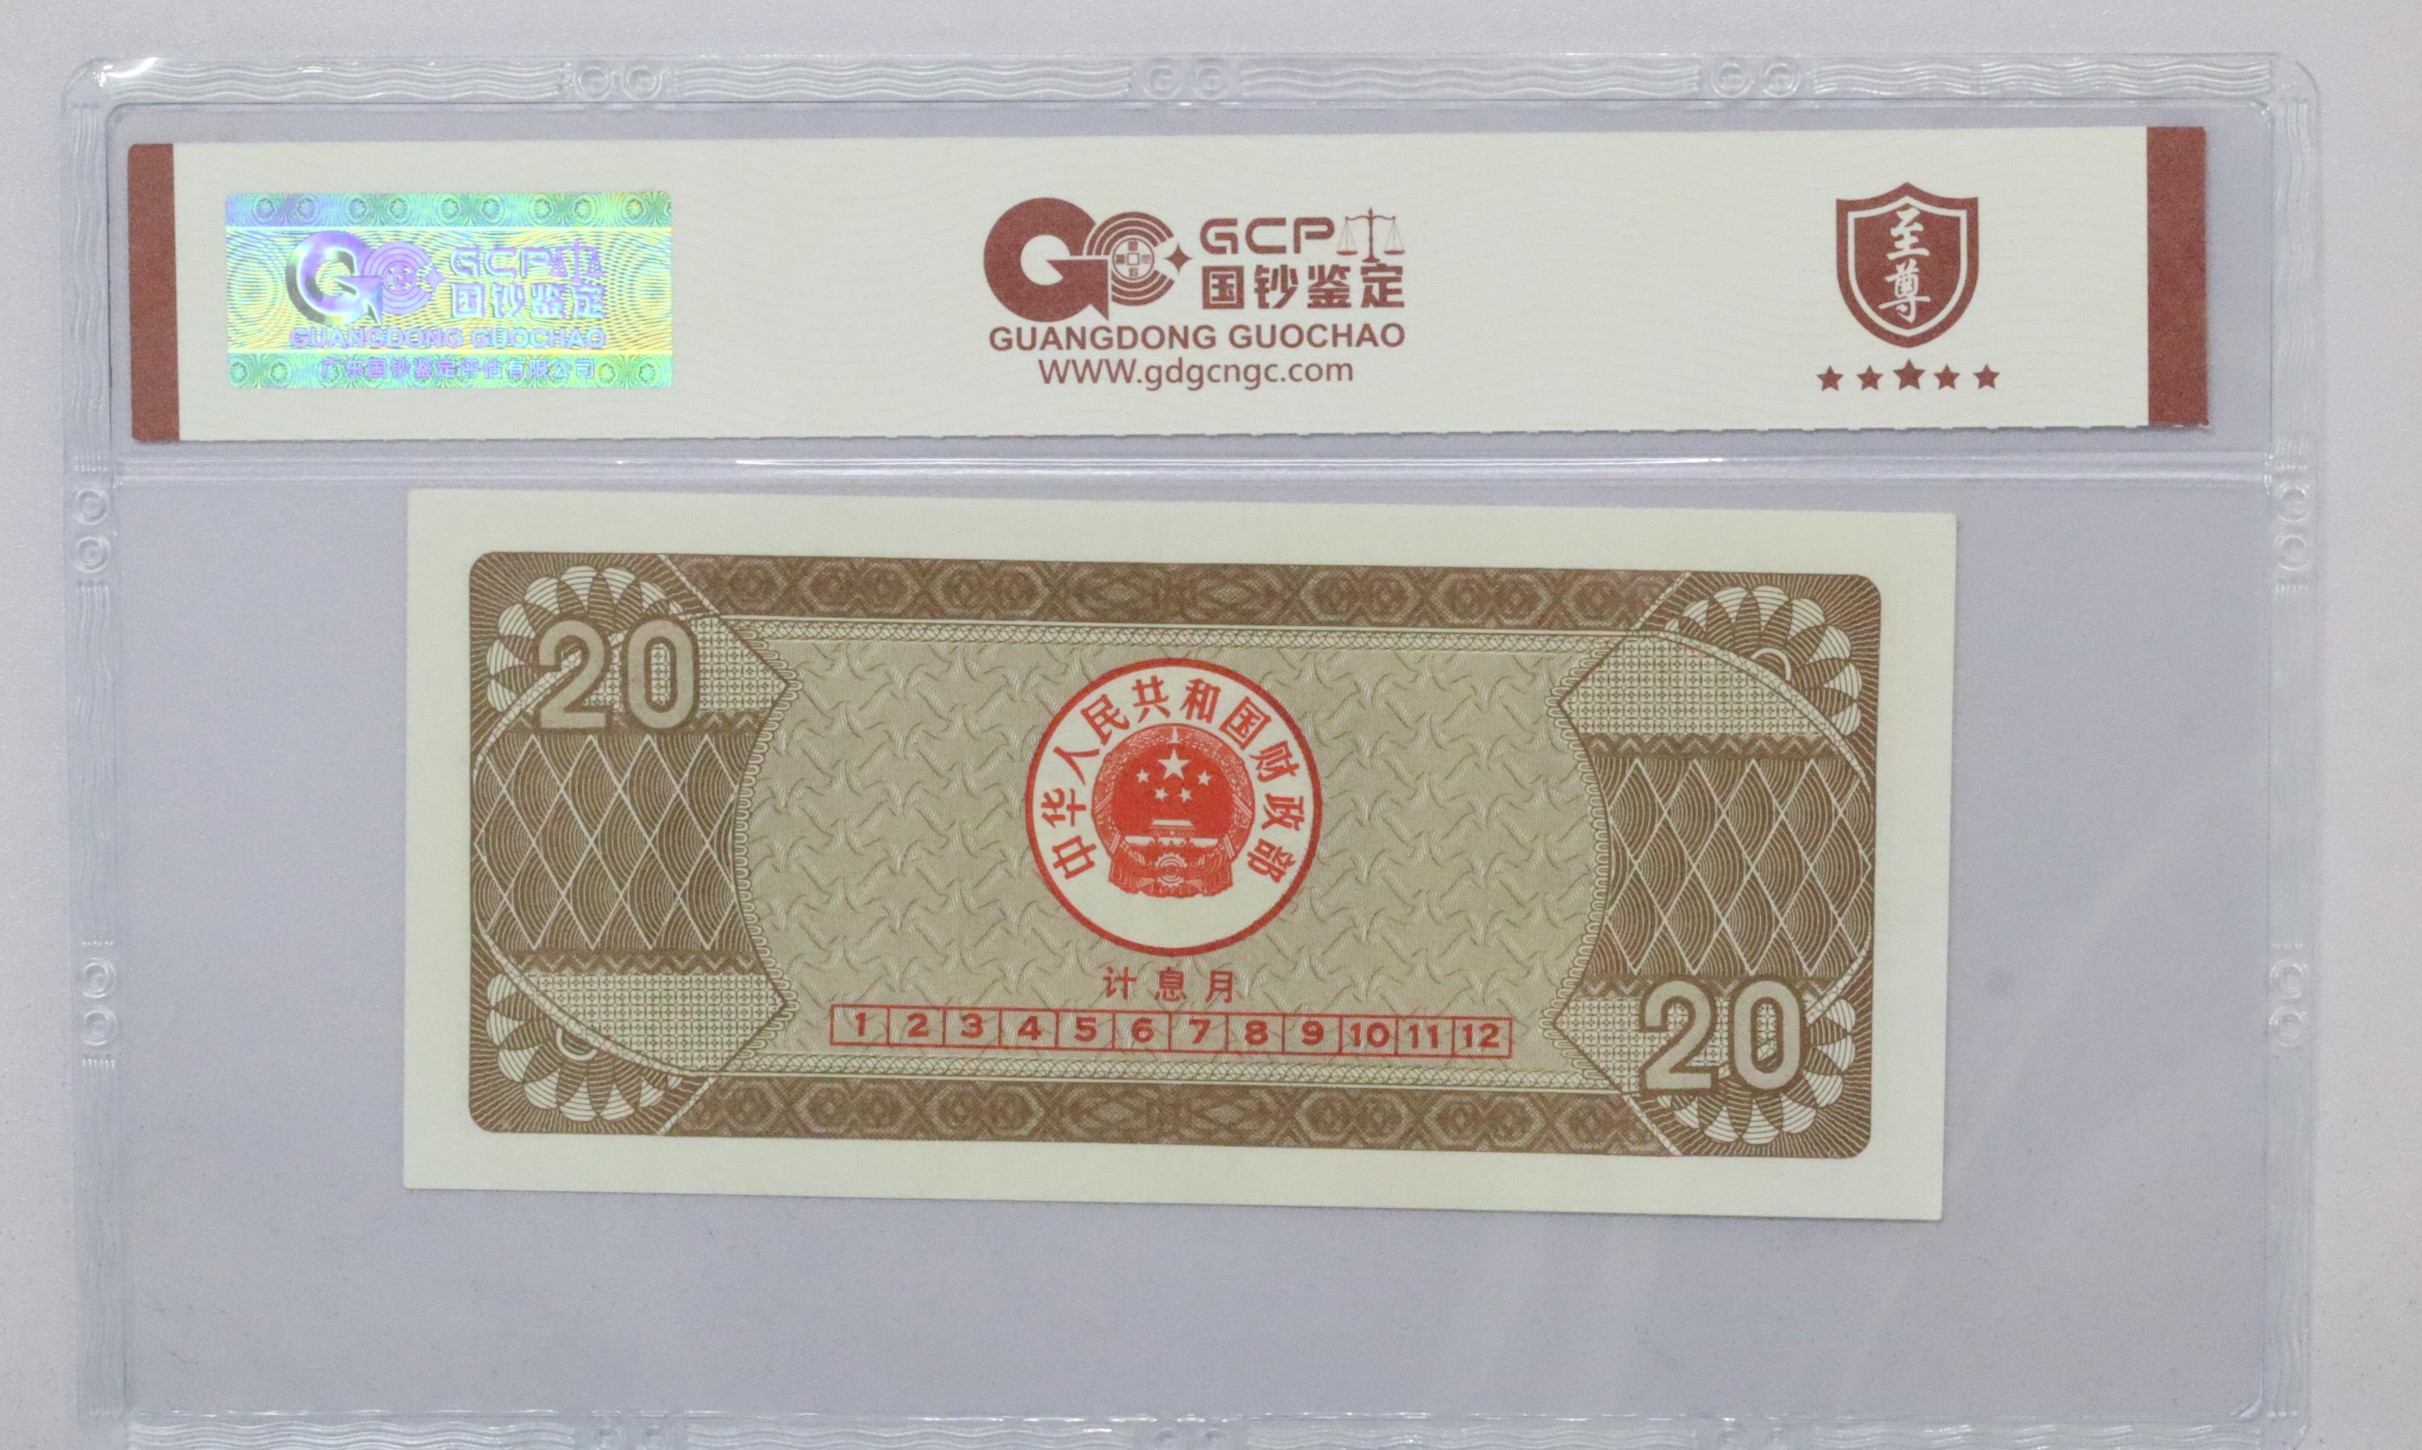 GCP
国钞鉴定
GUANGDONG GUOCHAO
广东国钞鉴定评估有限公司
GCP
国钞鉴定
GUANGDONG GUOCHAO
WWW.gdgcngc.com
至尊
20
中华人民共和国财政部
计息月
1 2 3 4 5 6 7 8 9 10 11 12
20